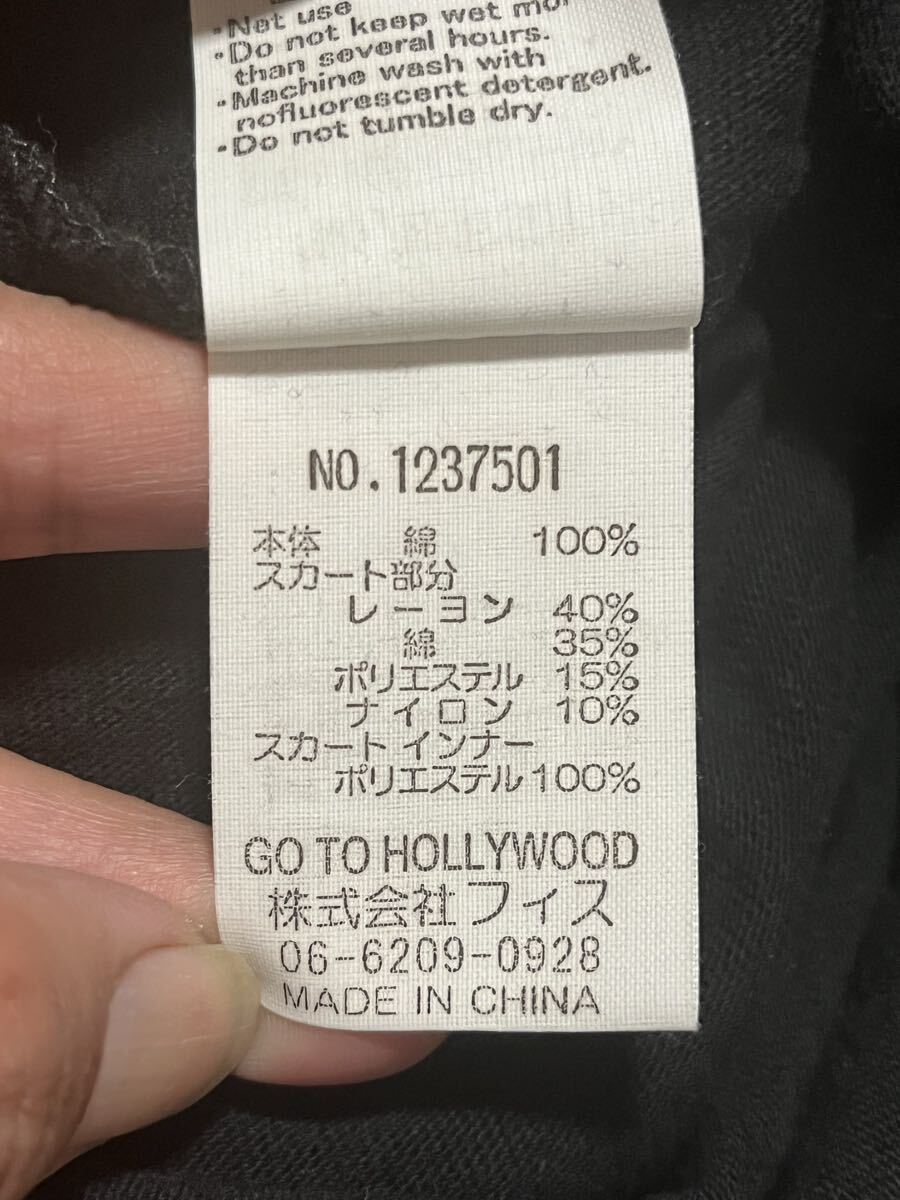 ·Net use
·Do not keep wet
than several hours.
·Machine wash with
nofluorescent detergent.
·Do not tumble dry.
NO.1237501
本体 綿 100%
スカート部分
レーヨン 40%
綿 35%
ポリエステル 15%
ナイロン 10%
スカート インナー
ポリエステル 100%
GO TO HOLLYWOOD
株式会社フィス
06-6209-0928
MADE IN CHINA